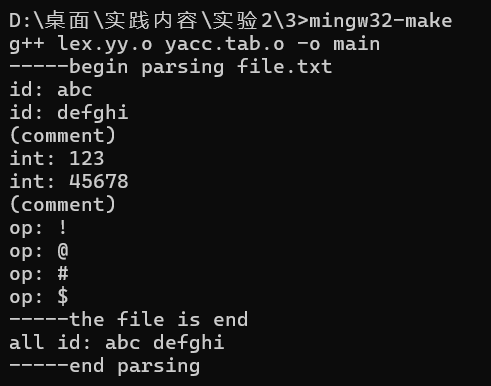 D:\桌面\实践内容\实验2\3>mingw32-make
g++ lex.yy.o yacc.tab.o -o main
-----begin parsing file.txt
id: abc
id: defghi
(comment)
int: 123
int: 45678
(comment)
op: !
op: @
op: #
op: $
-----the file is end
all id: abc defghi
-----end parsing